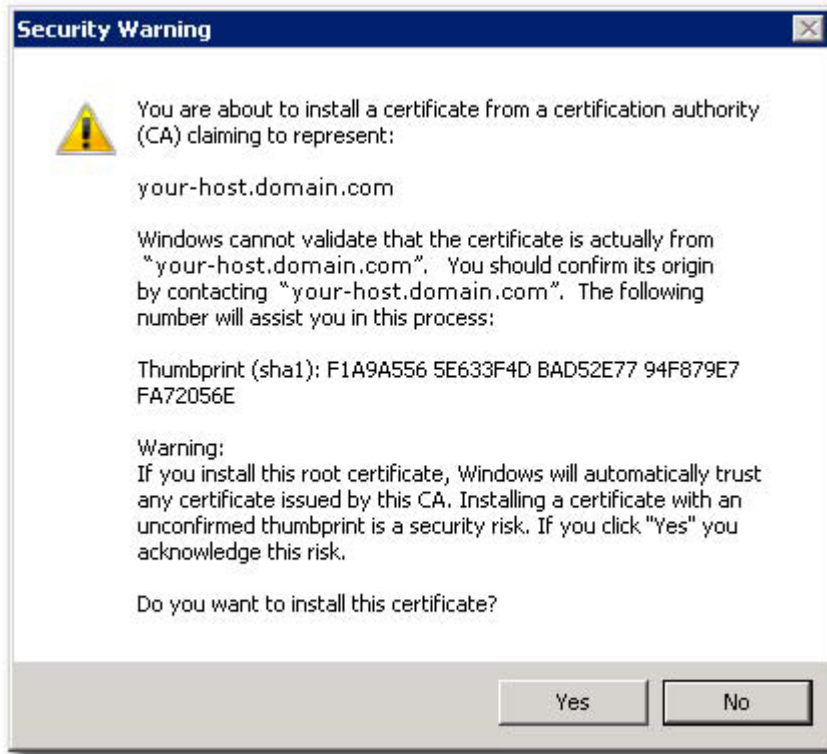 Security Warning
You are about to install a certificate from a certification authority
(CA) claiming to represent:
your-host.domain.com
Windows cannot validate that the certificate is actually from
“your-host.domain.com”. You should confirm its origin
by contacting “your-host.domain.com”. The following
number will assist you in this process:
Thumbprint (sha1): F1A9A556 5E633F4D BAD52E77 94F879E7
FA72056E
Warning:
If you install this root certificate, Windows will automatically trust
any certificate issued by this CA. Installing a certificate with an
unconfirmed thumbprint is a security risk. If you click "Yes" you
acknowledge this risk.
Do you want to install this certificate?
Yes No